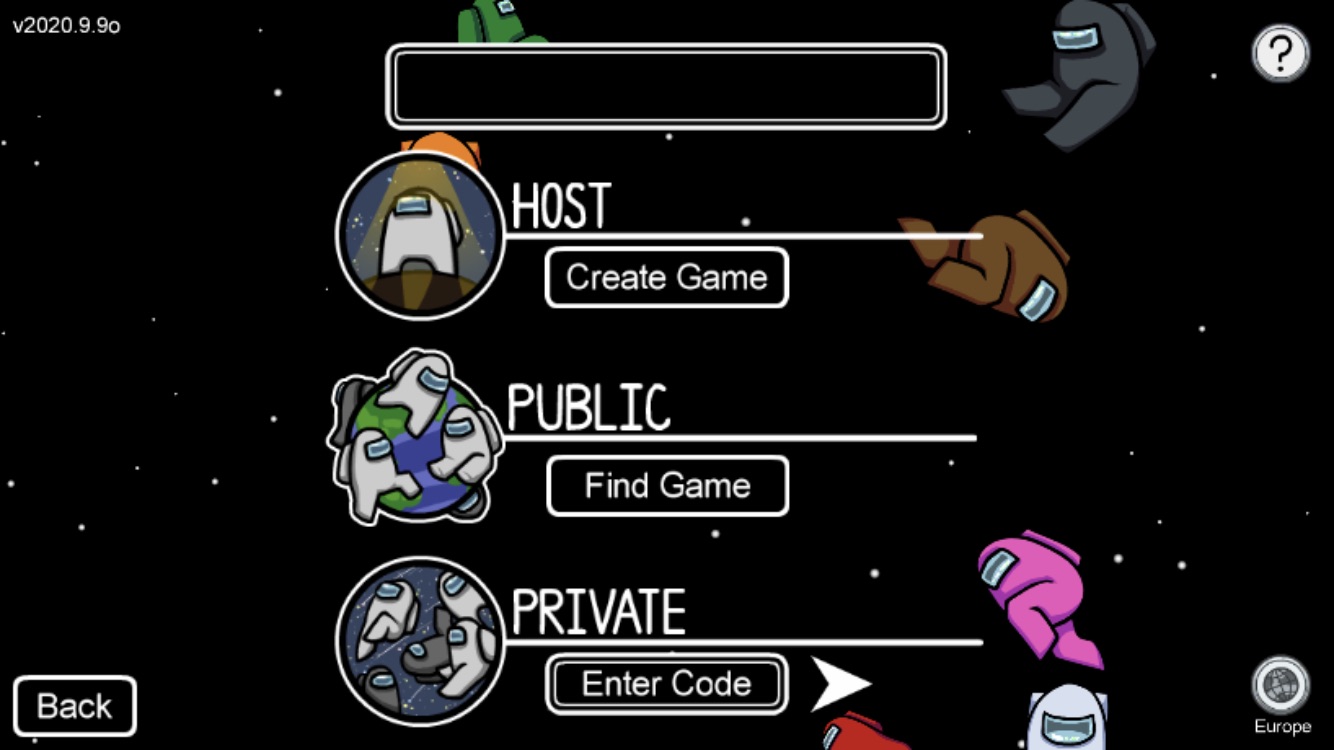 v2020.9.9o
?
HOST
Create Game
PUBLIC
Find Game
PRIVATE
Enter Code
Back
Europe